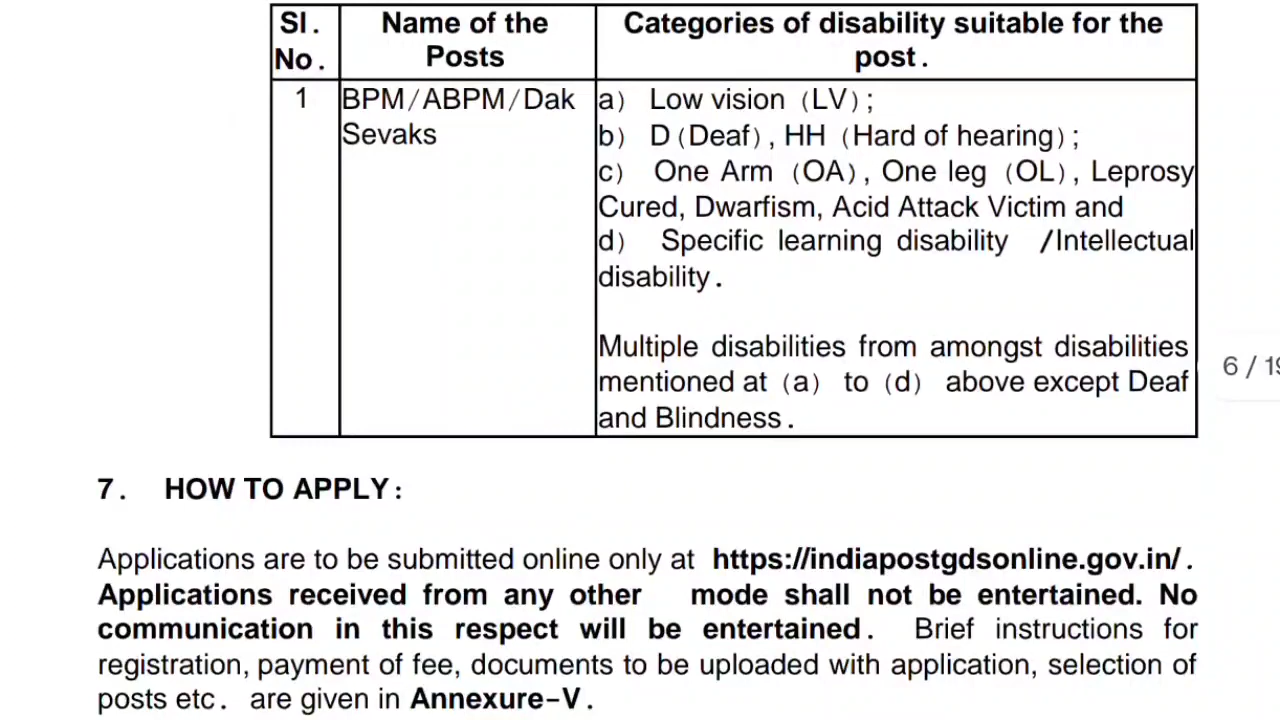 Sl. No.
Name of the Posts
Categories of disability suitable for the post.
1
BPM/ABPM/Dak Sevaks
a) Low vision (LV);
b) D(Deaf), HH (Hard of hearing);
c) One Arm (OA), One leg (OL), Leprosy
Cured, Dwarfism, Acid Attack Victim and
d) Specific learning disability /Intellectual
disability.
Multiple disabilities from amongst disabilities
mentioned at (a) to (d) above except Deaf
and Blindness.
6 / 19
7. HOW TO APPLY:
Applications are to be submitted online only at https://indiapostgdsonline.gov.in/.
Applications received from any other mode shall not be entertained. No
communication in this respect will be entertained. Brief instructions for
registration, payment of fee, documents to be uploaded with application, selection of
posts etc. are given in Annexure-V.